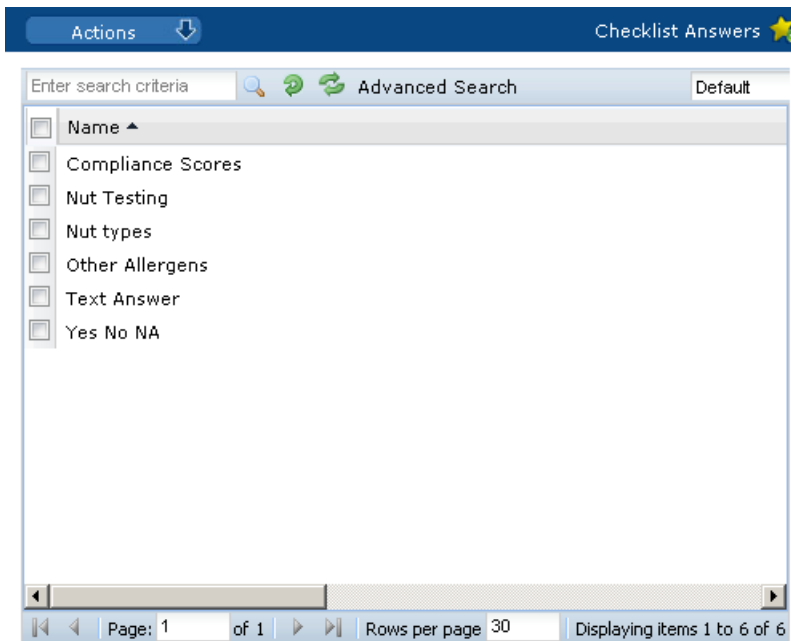 Actions Checklist Answers
Enter search criteria Advanced Search Default
Name
Compliance Scores
Nut Testing
Nut types
Other Allergens
Text Answer
Yes No NA
Page: 1 of 1 Rows per page 30 Displaying items 1 to 6 of 6